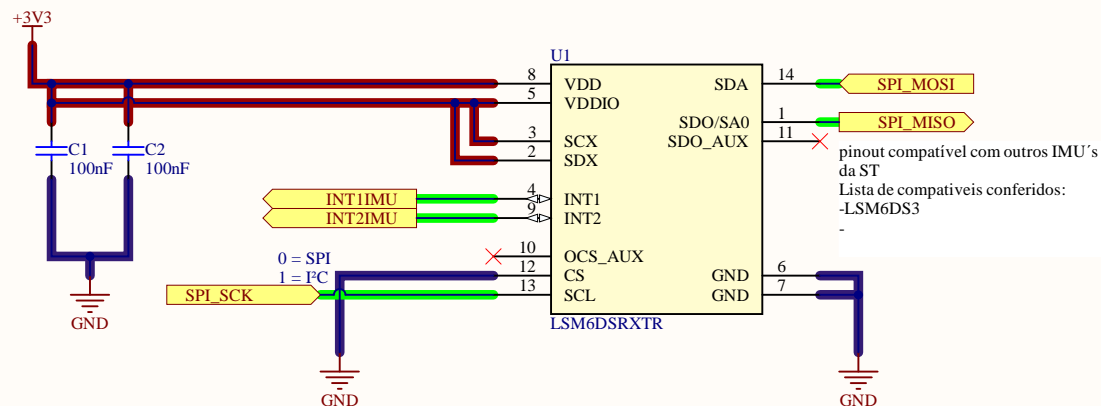 +3V3
C1
100nF
C2
100nF
GND
INT1IMU
INT2IMU
0 = SPI
1 = I²C
SPI_SCK
GND
U1
8
VDD
5
VDDIO
3
SCX
2
SDX
4
INT1
9
INT2
10
OCS_AUX
12
CS
13
SCL
SDA
14
SDO/SA0
1
SDO_AUX
11
GND
6
GND
7
LSM6DSRXTR
SPI_MOSI
SPI_MISO
pinout compatível com outros IMU´s
da ST
Lista de compativeis conferidos:
-LSM6DS3
-
GND